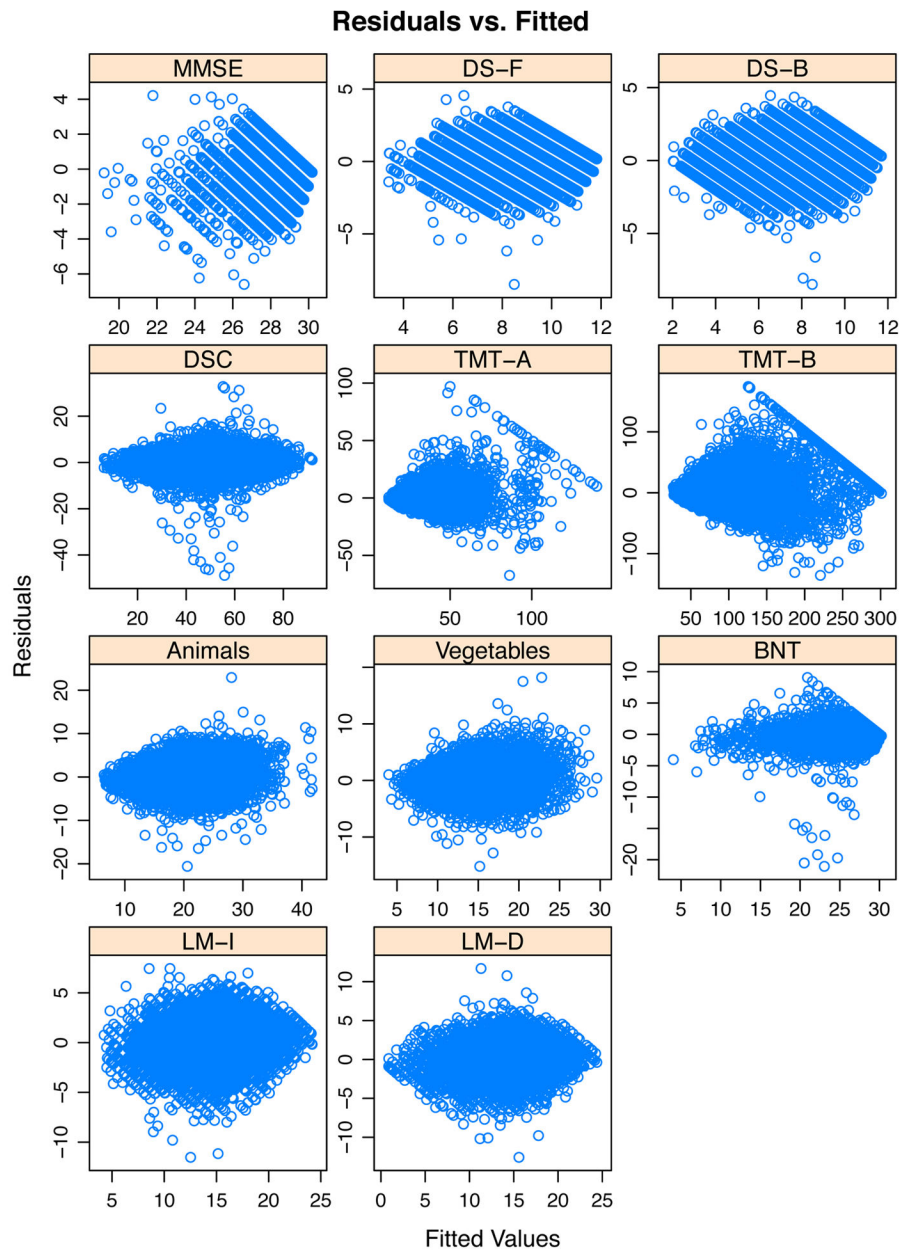 Residuals vs. Fitted
MMSE DS−F DS−B
4 2 0 −2 −4 −6
5 0 −5
5 0 −5
20 22 24 26 28 30
4 6 8 10 12
2 4 6 8 10 12
DSC TMT−A TMT−B
20 0 −20 −40
100 50 0 −50
100 0 −100
20 40 60 80
50 100
50 100 150 200 250 300
Residuals
Animals Vegetables BNT
20 10 0 −10 −20
10 0 −10
10 5 0 −5 −10 −20
10 20 30 40
5 10 15 20 25 30
5 10 15 20 25 30
LM−I LM−D
5 0 −5 −10
10 5 0 −5 −10
5 10 15 20 25
0 5 10 15 20 25
Fitted Values